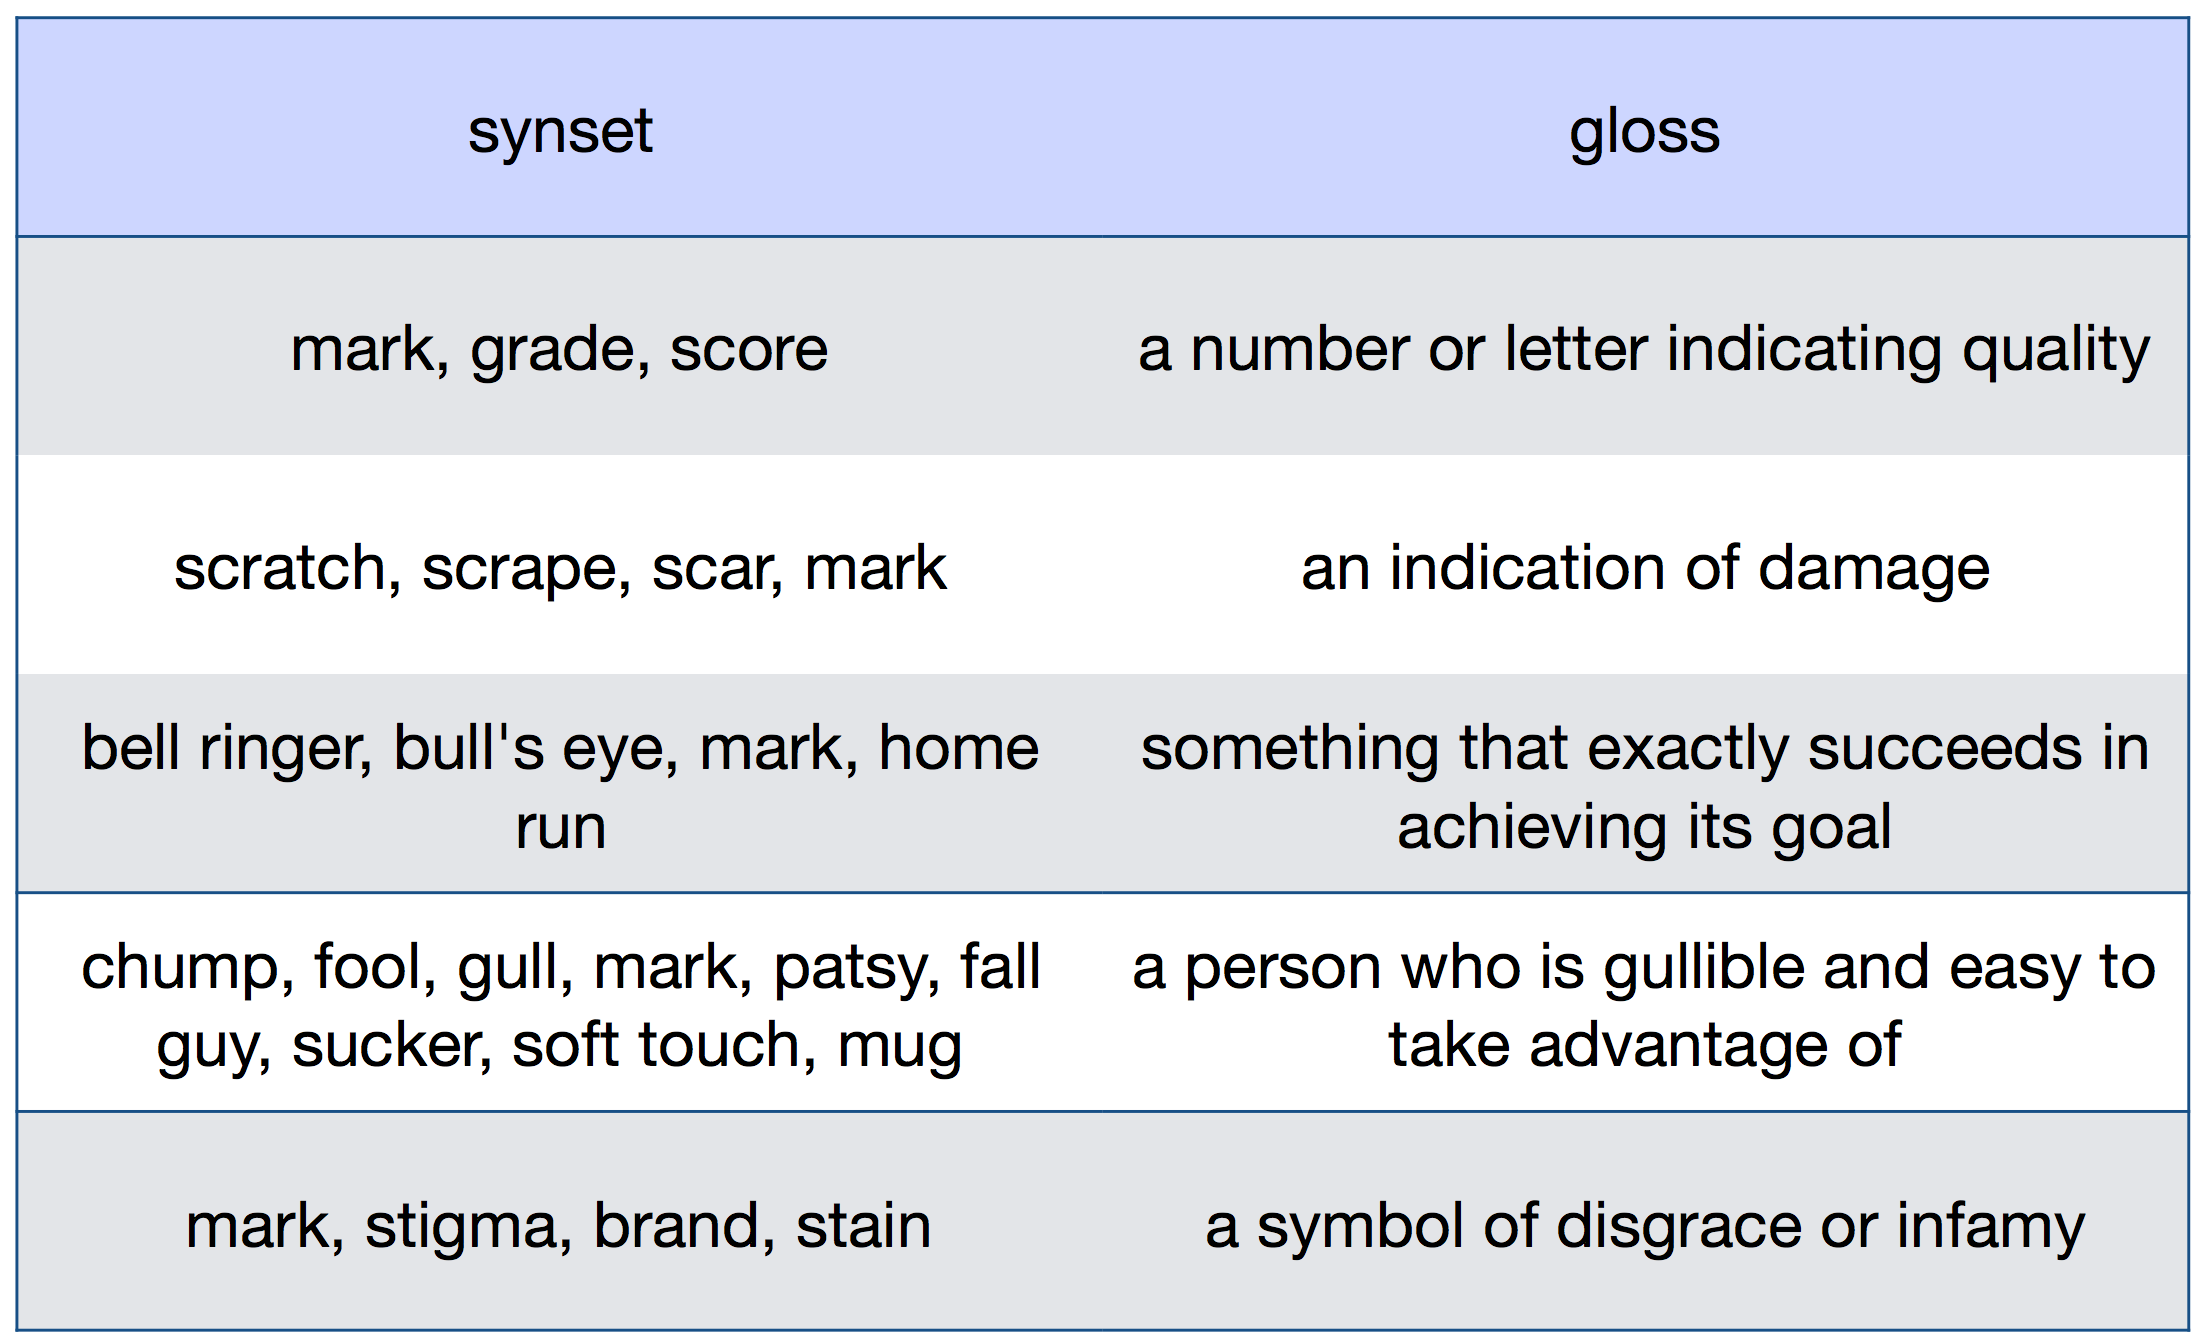 synset gloss
mark, grade, score a number or letter indicating quality
scratch, scrape, scar, mark an indication of damage
bell ringer, bull's eye, mark, home
run
something that exactly succeeds in
achieving its goal
chump, fool, gull, mark, patsy, fall
guy, sucker, soft touch, mug
a person who is gullible and easy to
take advantage of
mark, stigma, brand, stain a symbol of disgrace or infamy